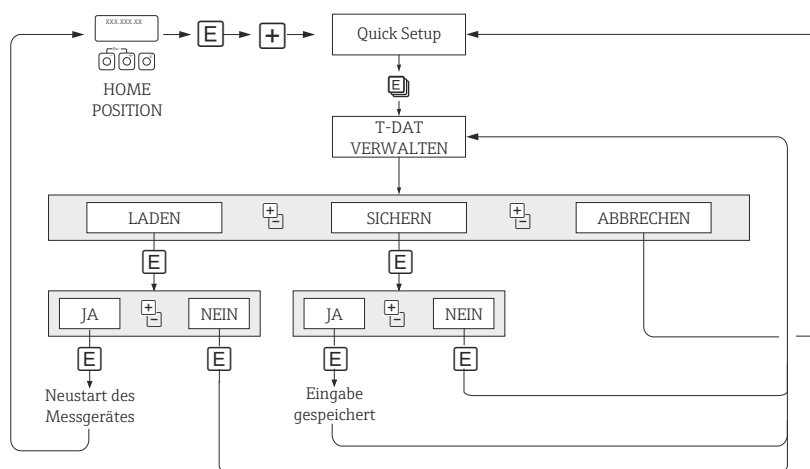 XXX.XXX.XX
Esc
E
+
Quick Setup
HOME
POSITION
E
T-DAT
VERWALTEN
LADEN
+
-
SICHERN
+
-
ABBRECHEN
E
E
JA
+
-
NEIN
JA
+
-
NEIN
E
E
E
E
Neustart des
Messgerätes
Eingabe
gespeichert